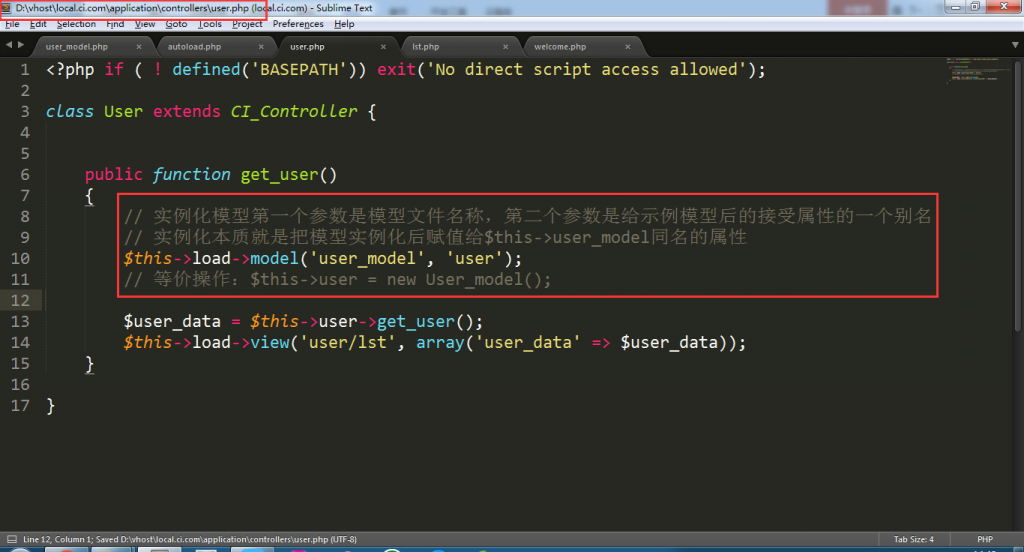 D:\vhost\local.ci.com\application\controllers\user.php (local.ci.com) - Sublime Text
File Edit Selection Find View Goto Tools Project Preferences Help
user_model.php × autoload.php × user.php × lst.php × welcome.php ×
1 <?php if ( ! defined('BASEPATH')) exit('No direct script access allowed');
2
3 class User extends CI_Controller {
4
5
6 public function get_user()
7 {
8 // 实例化模型第一个参数是模型文件名称，第二个参数是给示例模型后的接受属性的一个别名
9 // 实例化本质就是把模型实例化后赋值给$this->user_model同名的属性
10 $this->load->model('user_model', 'user');
11 // 等价操作：$this->user = new User_model();
12
13 $user_data = $this->user->get_user();
14 $this->load->view('user/lst', array('user_data' => $user_data));
15 }
16
17 }
Line 12, Column 1; Saved D:\vhost\local.ci.com\application\controllers\user.php (UTF-8) Tab Size: 4 PHP